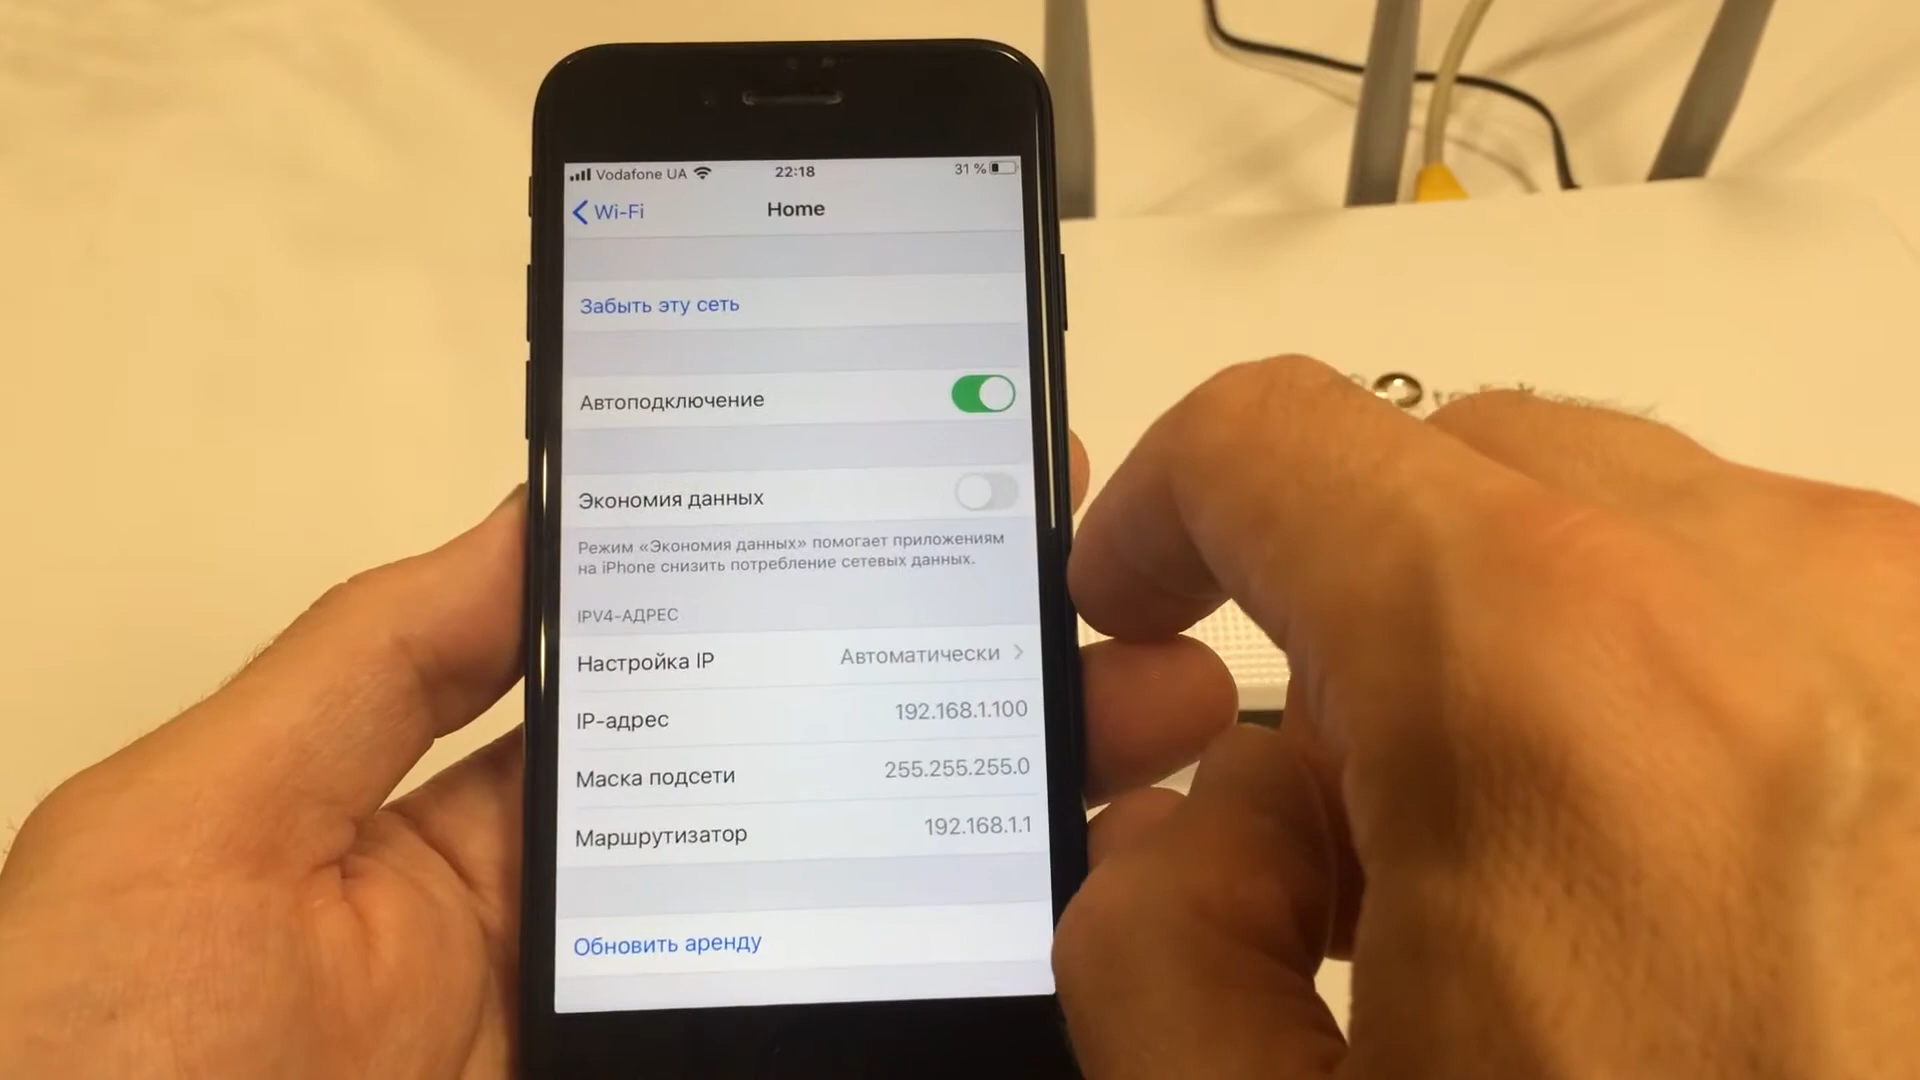 Vodafone UA 22:18 31 %
Wi-Fi Home
Забыть эту сеть
Автоподключение
Экономия данных
Режим «Экономия данных» помогает приложениям
на iPhone снизить потребление сетевых данных.
IPV4-АДРЕС
Настройка IP Автоматически
IP-адрес 192.168.1.100
Маска подсети 255.255.255.0
Маршрутизатор 192.168.1.1
Обновить аренду